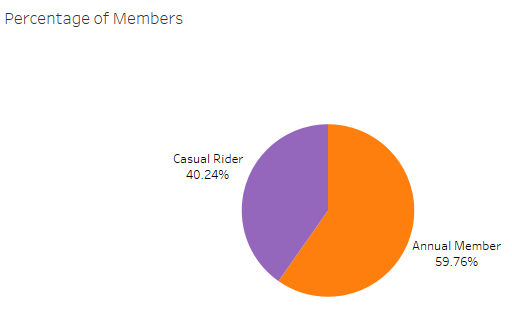 Percentage of Members
Casual Rider
40.24%
Annual Member
59.76%